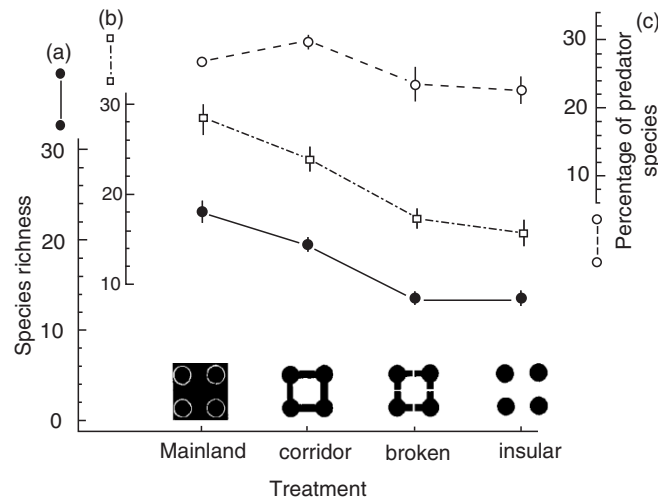 (b)
(a)
(c)
30
20
10
0
Species richness
30
20
10
30
20
10
Percentage of predator
species
Mainland
corridor
broken
insular
Treatment